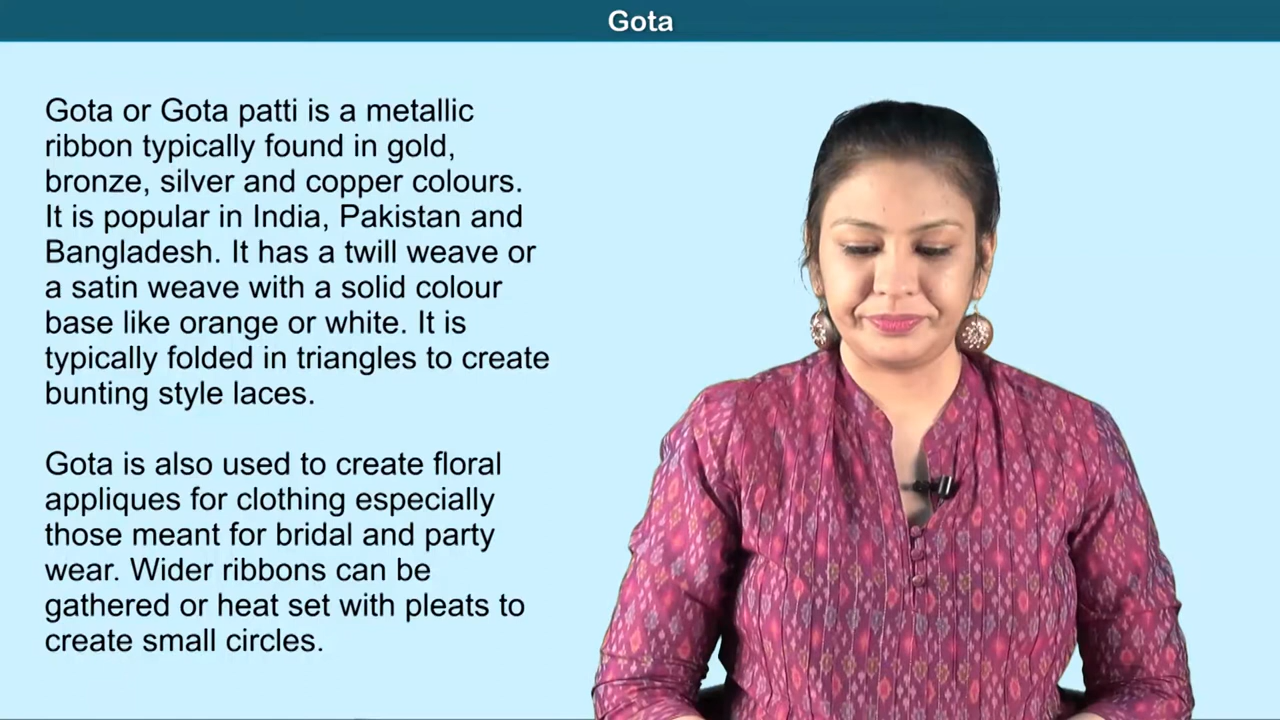 Gota
Gota or Gota patti is a metallic
ribbon typically found in gold,
bronze, silver and copper colours.
It is popular in India, Pakistan and
Bangladesh. It has a twill weave or
a satin weave with a solid colour
base like orange or white. It is
typically folded in triangles to create
bunting style laces.
Gota is also used to create floral
appliques for clothing especially
those meant for bridal and party
wear. Wider ribbons can be
gathered or heat set with pleats to
create small circles.